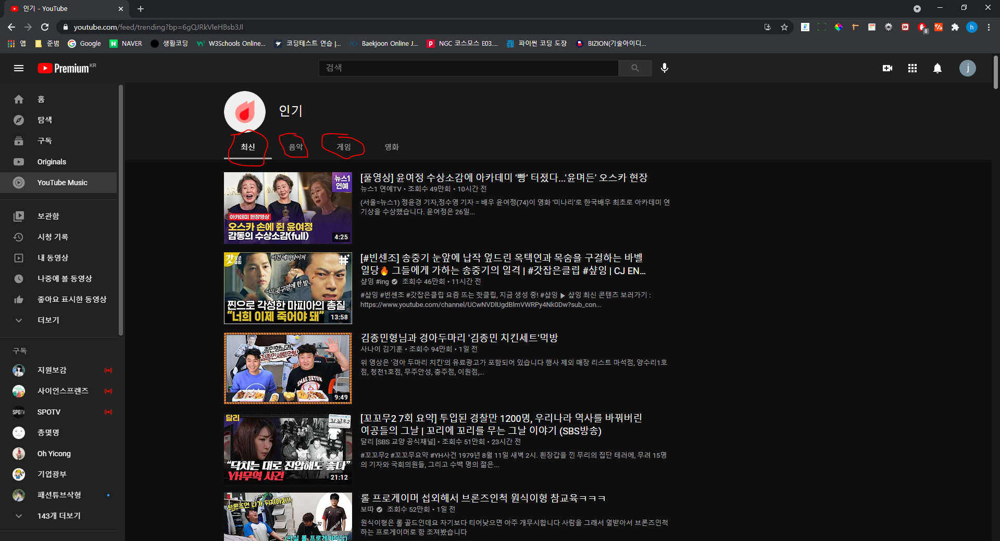 인기 - YouTube
youtube.com/feed/trending?bp=6gQJRkVleHBsb3Jl
8
h
앱
준범
Google
NAVER
생활코딩
W3Schools Online...
코딩테스트 연습 |...
Baekjoon Online J...
NGC 코스모스 E03....
파이썬 코딩 도장
BIZION(기술아이디...
Premium KR
검색
j
홈
탐색
구독
Originals
YouTube Music
보관함
시청 기록
내 동영상
나중에 볼 동영상
좋아요 표시한 동영상
더보기
구독
지원보감
사이언스프렌즈
SPOTV
총몇명
Oh Yicong
기업광부
패션튜브삭형
143개 더보기
인기
최신
음악
게임
영화
뉴스1
연예
아카데미 현장영상
오스카 손에 쥔 윤여정
감동의 수상소감(full)
4:25
[풀영상] 윤여정 수상소감에 아카데미 '빵' 터졌다...'윤며든' 오스카 현장
뉴스1 연예TV • 조회수 49만회 • 10시간 전
(서울=뉴스1) 정윤경 기자,정수영 기자 = 배우 윤여정(74)이 영화 '미나리'로 한국배우 최초로 아카데미 연
기상을 수상했습니다. 윤여정은 26일...
이건 에피타이저
~니 귓구멍에 한 발~
찐으로 각성한 마피아의 총질
“너희 이제 죽어야 돼”
13:58
[#빈센조] 송중기 눈앞에 납작 엎드린 옥택연과 목숨을 구걸하는 바벨
일당🔥 그들에게 가하는 송중기의 일격 | #갓잡은클립 #샾잉 | CJ EN...
샾잉 #ing 조회수 46만회 • 11시간 전
#샾잉 #빈센조 #갓잡은클립 요즘 뜨는 핫클립, 지금 생성 중! #샾잉 ▶ 샾잉 최신 콘텐츠 보러가기 :
https://www.youtube.com/channel/UCwNVDlUgdBlmVWRPy4Nk0Dw?sub_con...
종민형님과
김종민세트먹방
NOTRE DAME
9:49
김종민형님과 경아두마리 '김종민 치킨세트'먹방
사나이 김기훈 • 조회수 94만회 • 1일 전
위 영상은 '경아 두마리 치킨'의 유료광고가 포함되어 있습니다 행사 제외 매장 리스트 마석점, 양수리1호
점, 청천1호점, 무주안성, 충주점, 이원점,...
달리
“닥치는 대로 진압해도 좋다”
YH무역 사건
21:12
[꼬꼬무2 7회 요약] 투입된 경찰만 1200명, 우리나라 역사를 바꿔버린
여공들의 그날 | 꼬리에 꼬리를 무는 그날 이야기 (SBS방송)
달리 [SBS 교양 공식채널] • 조회수 51만회 • 23시간 전
#꼬꼬무2 #꼬꼬무요약 #YH사건 1979년 8월 11일 새벽 2시. 흰장갑을 낀 무리의 집단 테러에, 무려 15명
의 기자와 국회의원들, 그리고 수백 명의 젊은...
브론즈면 나가 뒤져야지!!
(사실 롤 프로게이머임)
롤 프로게이머 섭외해서 브론즈인척 원식이형 참교육ㅋㅋㅋ
보따 조회수 52만회 • 1일 전
원식이형은 롤 골드인데요 자기보다 티어낮으면 아주 개무시합니다 사람을 그래서 열받아서 브론즈인척
하는 프로게이머로 함 조져봤습니다